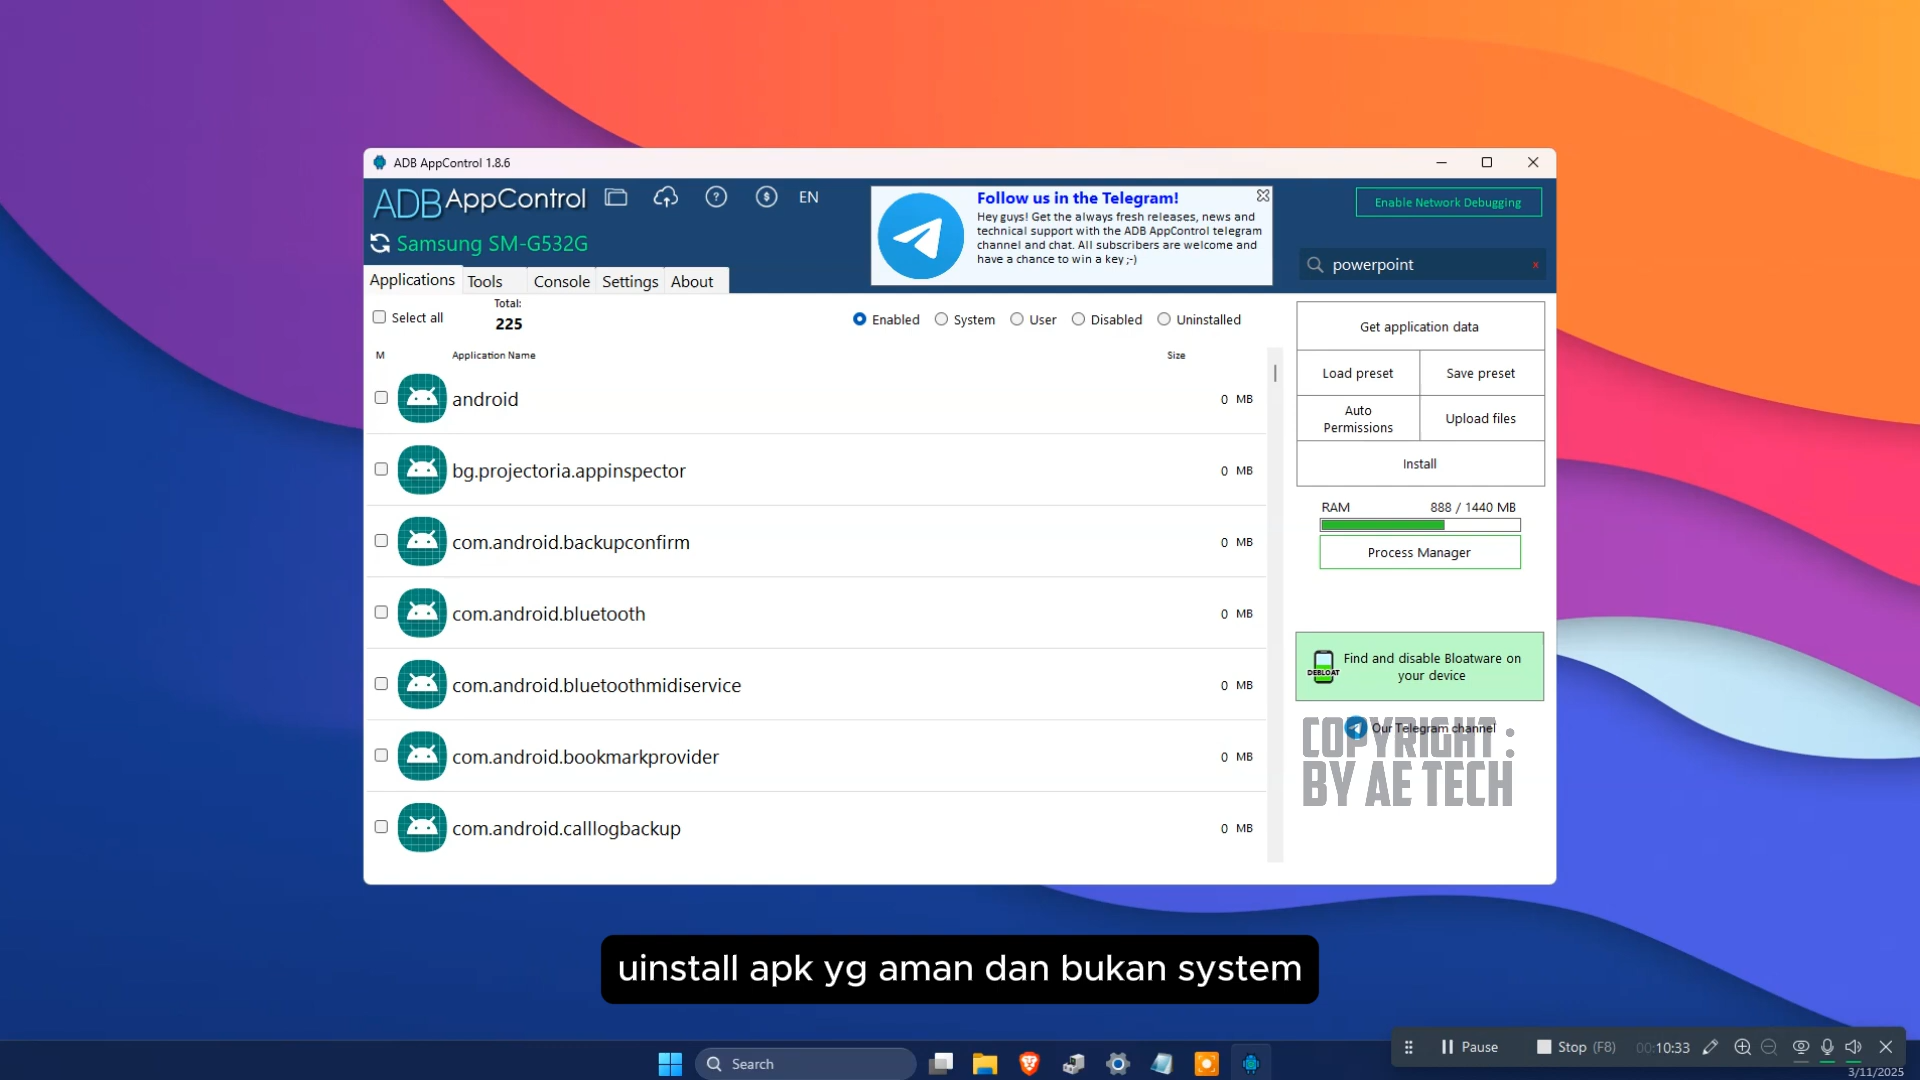 ADB AppControl 1.8.6
ADB AppControl
EN
Samsung SM-G532G
Follow us in the Telegram!
Hey guys! Get the always fresh releases, news and
technical support with the ADB AppControl telegram
channel and chat. All subscribers are welcome and
have a chance to win a key ;-)
Enable Network Debugging
powerpoint x
Applications Tools Console Settings About
Select all
Total:
225
Enabled System User Disabled Uninstalled
M Application Name Size
android 0 MB
bg.projectoria.appinspector 0 MB
com.android.backupconfirm 0 MB
com.android.bluetooth 0 MB
com.android.bluetoothmidiservice 0 MB
com.android.bookmarkprovider 0 MB
com.android.calllogbackup 0 MB
Get application data
Load preset Save preset
Auto
Permissions
Upload files
Install
RAM 888 / 1440 MB
Process Manager
DEBLOAT
Find and disable Bloatware on
your device
Our Telegram channel
COPYRIGHT :
BY AE TECH
uinstall apk yg aman dan bukan system
Search
Pause Stop (F8) 00:10:33
3/11/2025